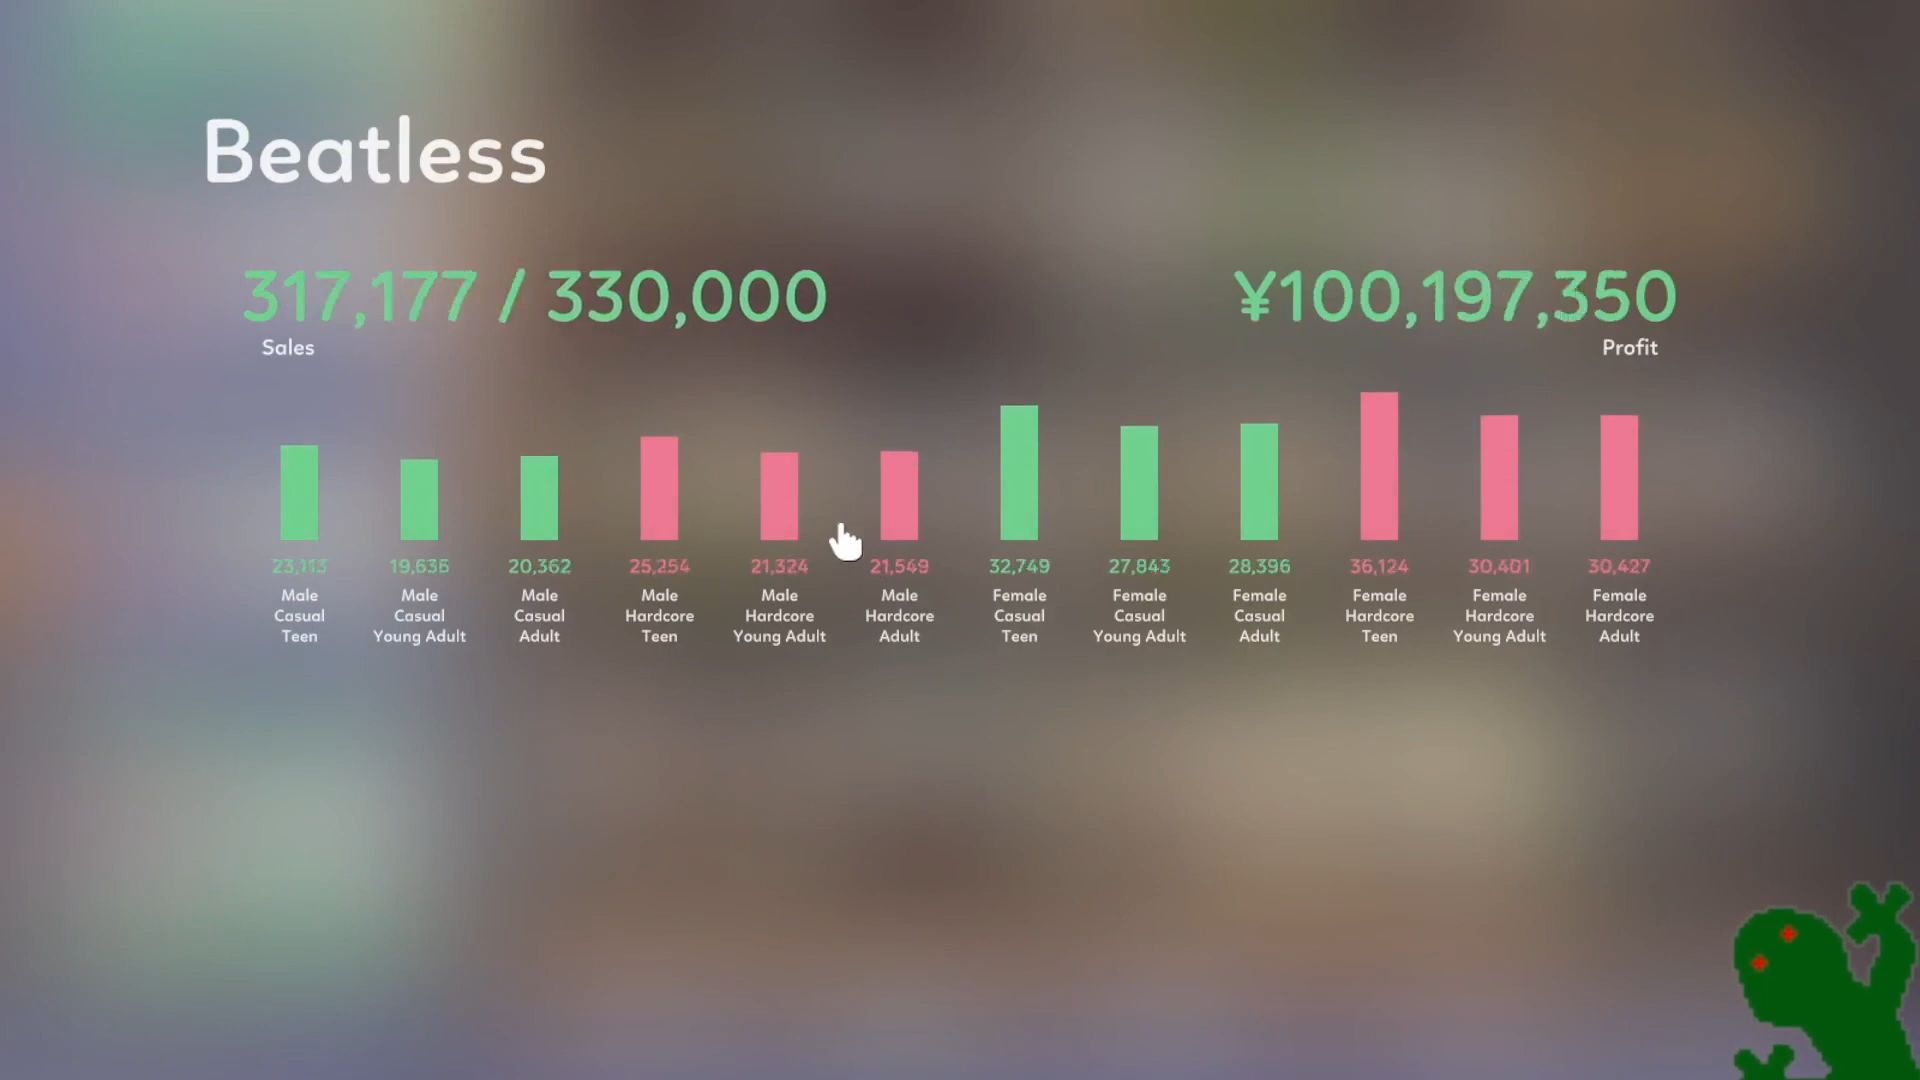 Beatless
317,177 / 330,000
Sales
¥100,197,350
Profit
23,113
Male
Casual
Teen
19,635
Male
Casual
Young Adult
20,362
Male
Casual
Adult
25,254
Male
Hardcore
Teen
21,324
Male
Hardcore
Young Adult
21,549
Male
Hardcore
Adult
32,749
Female
Casual
Teen
27,843
Female
Casual
Young Adult
28,396
Female
Casual
Adult
36,124
Female
Hardcore
Teen
30,401
Female
Hardcore
Young Adult
30,427
Female
Hardcore
Adult